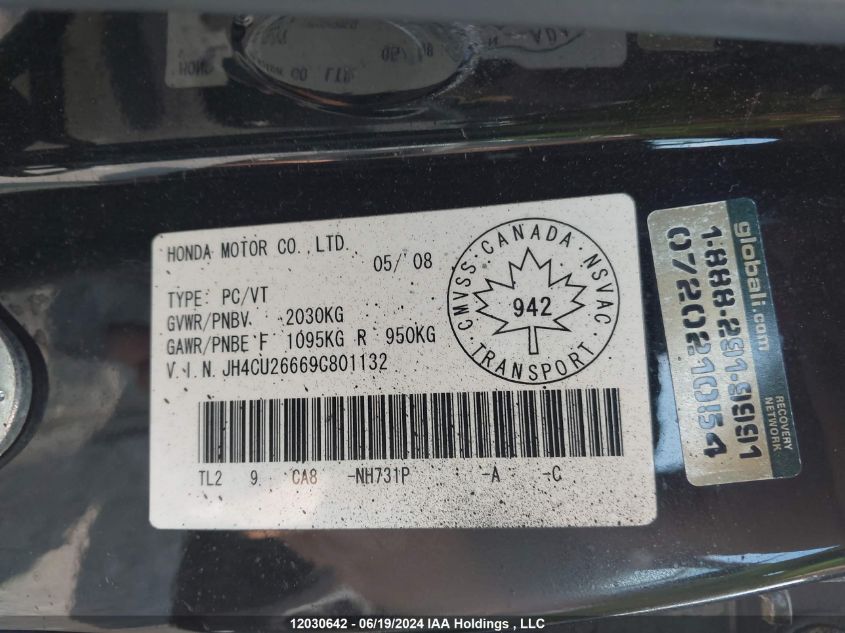 HONDA MOTOR CO., LTD.
05/ 08
TYPE: PC/VT
GVWR/PNBV. 2030KG
GAWR/PNBE F 1095KG R 950KG
V.I.N. JH4CU26669C801132
CMVSS · CANADA · NSVAC
942
TRANSPORT
TL2 9 CA8 -NH731P -A -C
globali.com
1·888·291·9991
0720210154
RECOVERY
NETWORK
12030642 - 06/19/2024 IAA Holdings , LLC